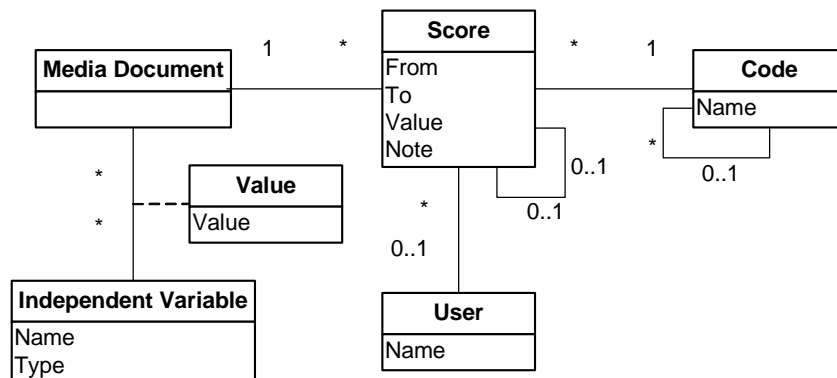 Score
1
*
*
1
Media Document
Code
From
To
Value
Note
Name
*
0..1
0..1
0..1
*
*
Value
Value
*
0..1
Independent Variable
Name
Type
User
Name